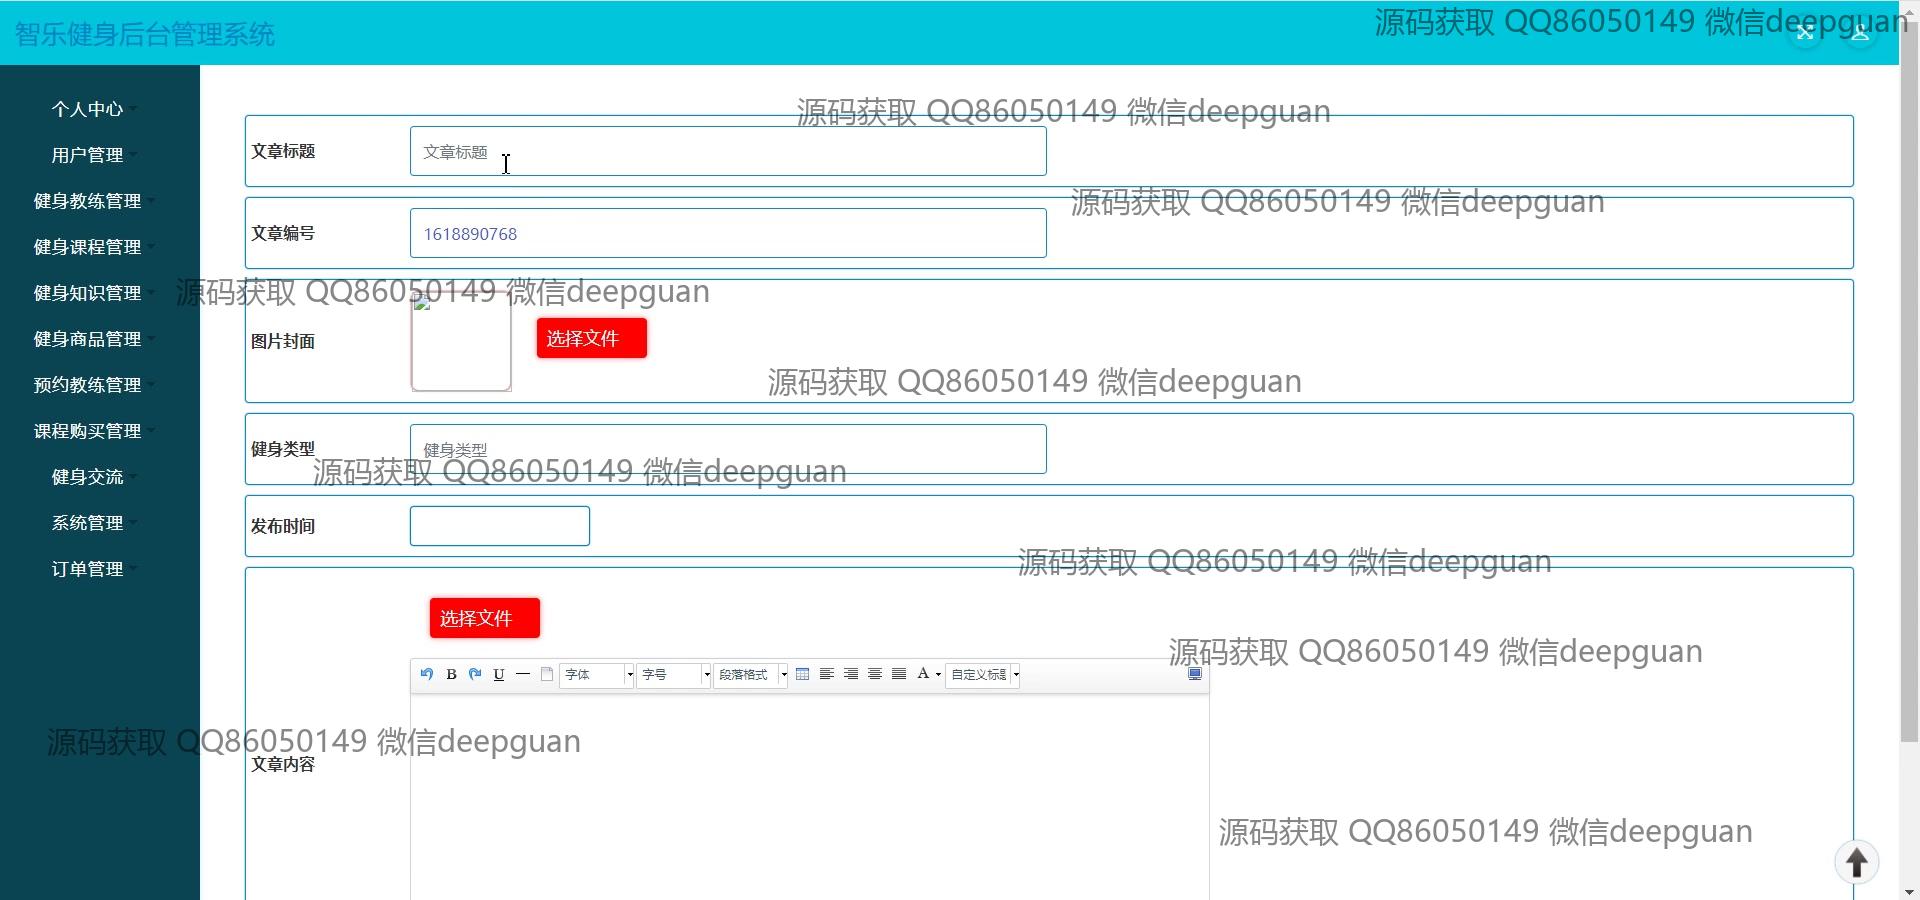 智乐健身后台管理系统
源码获取 QQ86050149 微信deepguan
个人中心
用户管理
健身教练管理
健身课程管理
健身知识管理
健身商品管理
预约教练管理
课程购买管理
健身交流
系统管理
订单管理
源码获取 QQ86050149 微信deepguan
文章标题 文章标题
源码获取 QQ86050149 微信deepguan
文章编号 1618890768
源码获取 QQ86050149 微信deepguan
图片封面 选择文件
源码获取 QQ86050149 微信deepguan
健身类型 健身类型
源码获取 QQ86050149 微信deepguan
发布时间
源码获取 QQ86050149 微信deepguan
选择文件
源码获取 QQ86050149 微信deepguan
B U 字体 字号 段落格式 A 自定义标题
源码获取 QQ86050149 微信deepguan
文章内容
源码获取 QQ86050149 微信deepguan